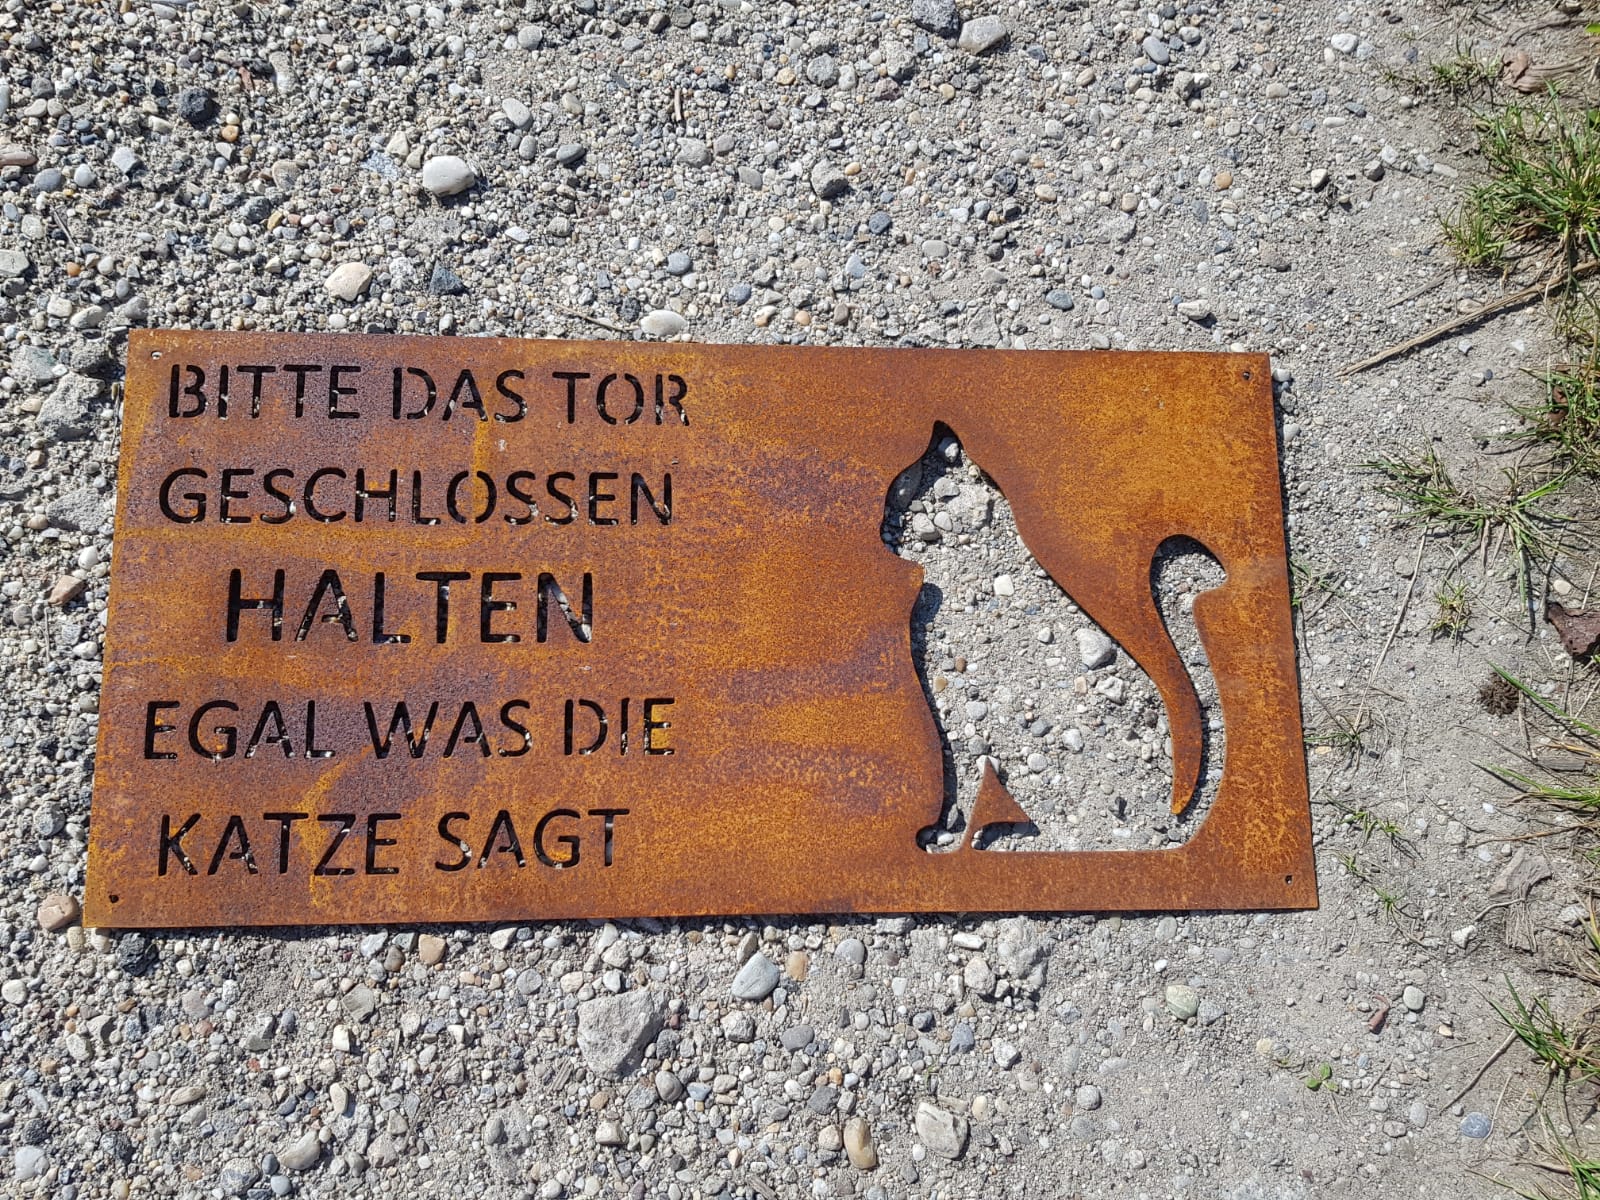 BITTE DAS TOR
GESCHLOSSEN
HALTEN
EGAL WAS DIE
KATZE SAGT